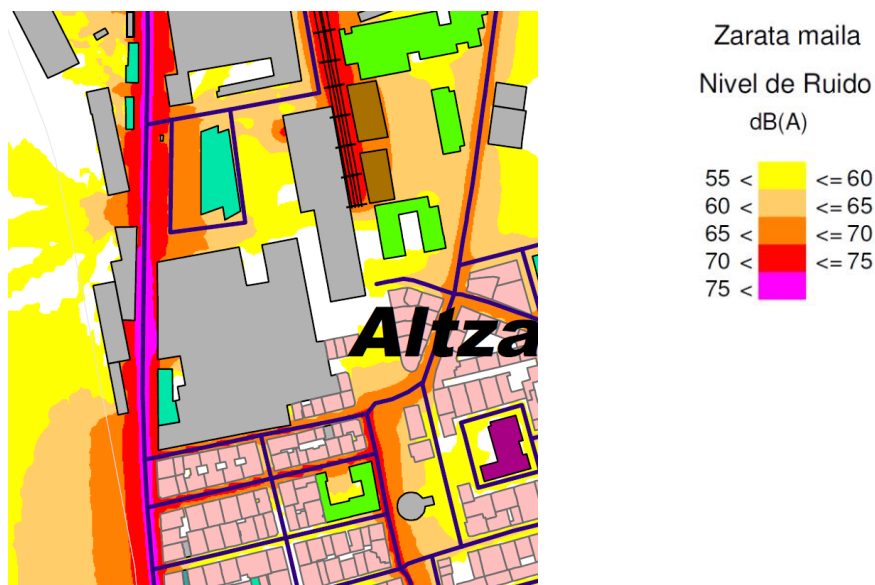 Zarata maila
Nivel de Ruido
dB(A)
55 < <= 60
60 < <= 65
65 < <= 70
70 < <= 75
75 <
Altza